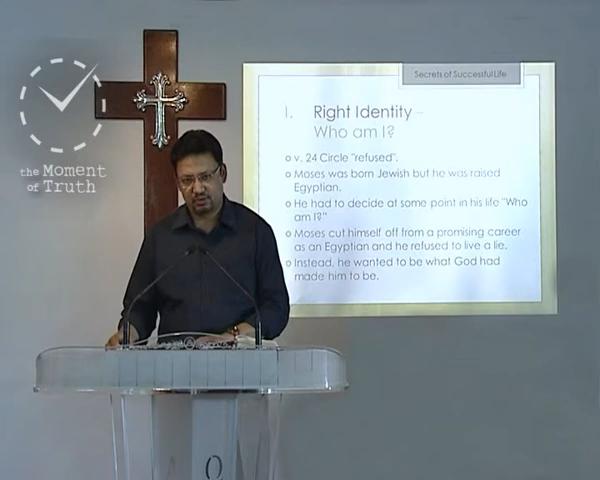 the Moment
of Truth
Secrets of Successful Life
I. Right Identity –
Who am I?
v. 24 Circle "refused".
Moses was born Jewish but he was raised
Egyptian.
He had to decide at some point in his life "Who
am I?"
Moses cut himself off from a promising career
as an Egyptian and he refused to live a lie.
Instead, he wanted to be what God had
made him to be.